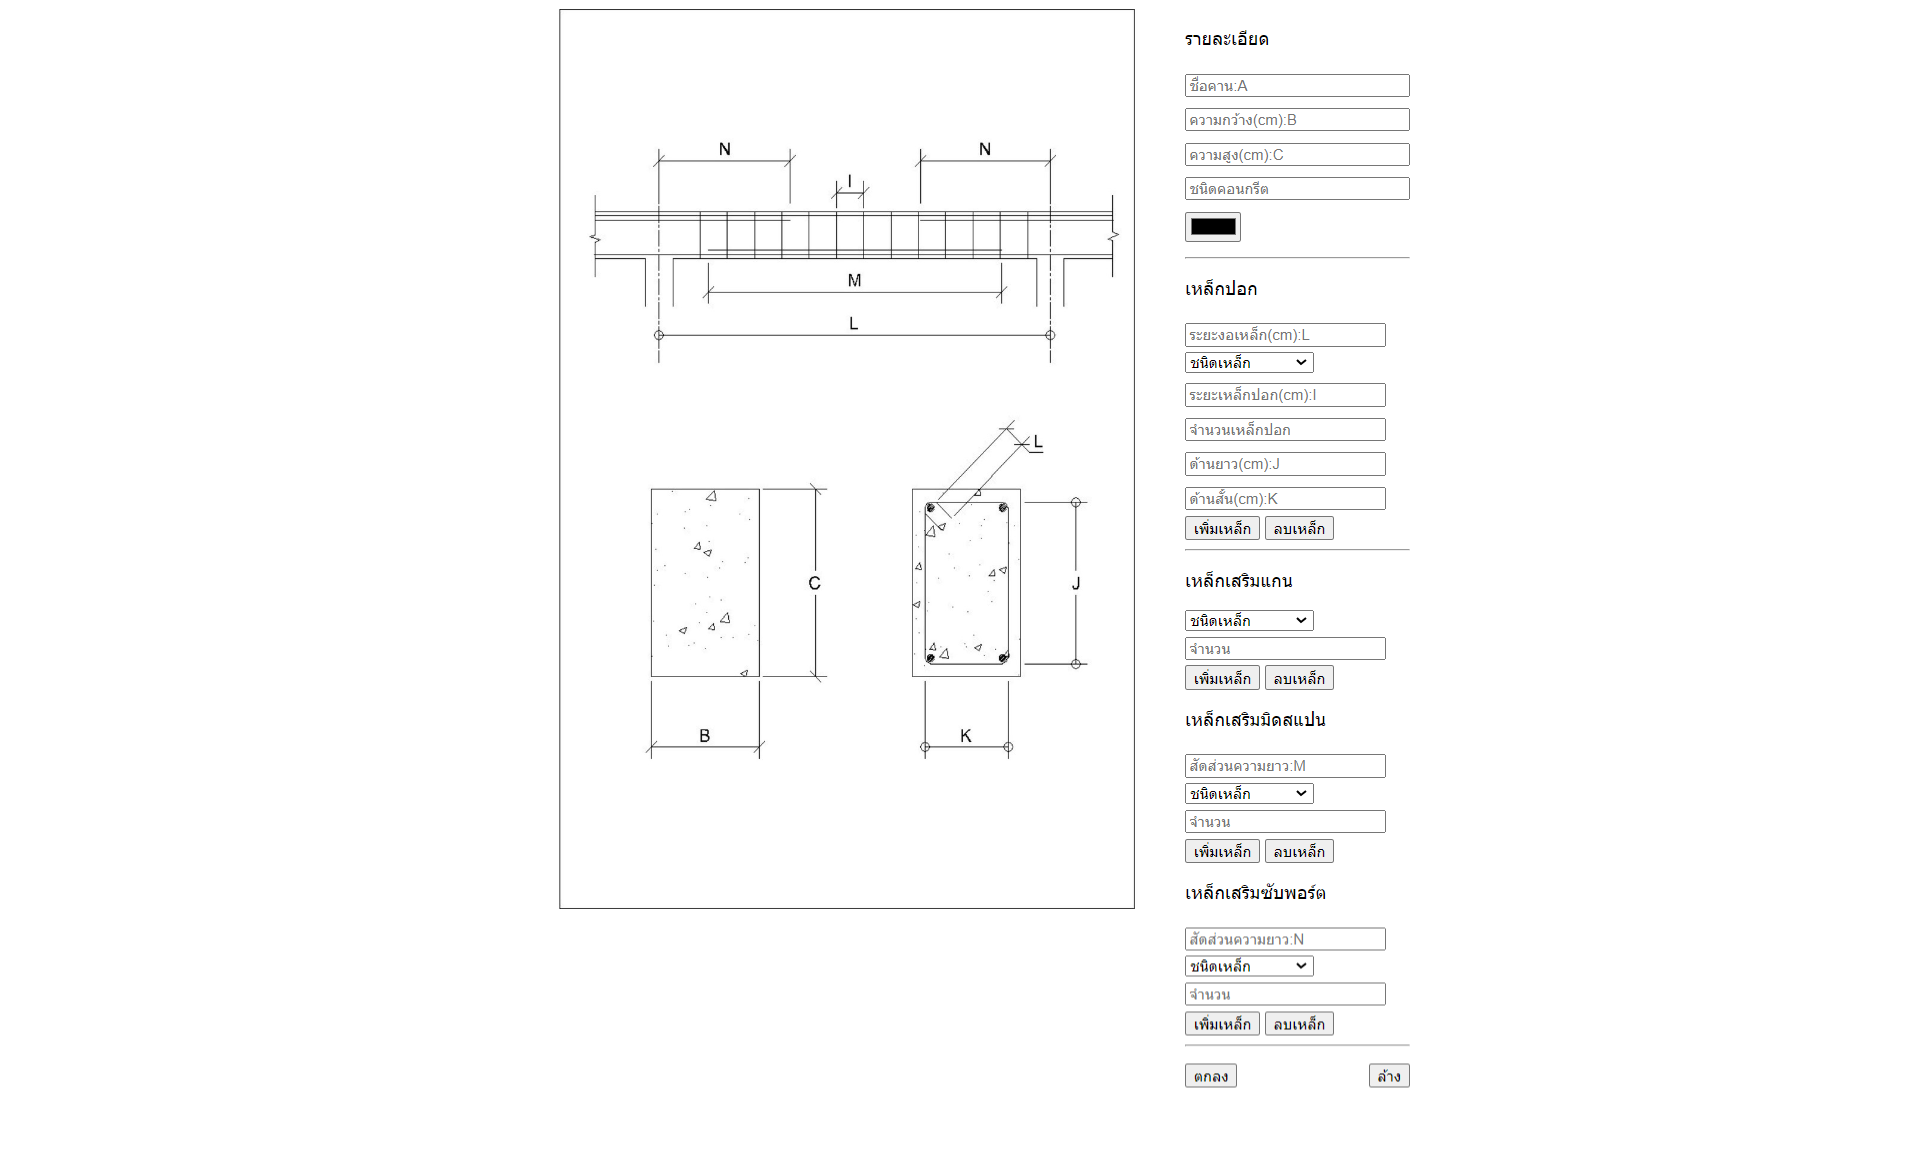 N
N
I
M
L
L
C
J
B
K
รายละเอียด
ชื่อคาน:A
ความกว้าง(cm):B
ความสูง(cm):C
ชนิดคอนกรีต
เหล็กปอก
ระยะงอเหล็ก(cm):L
ชนิดเหล็ก
ระยะเหล็กปอก(cm):I
จำนวนเหล็กปอก
ด้านยาว(cm):J
ด้านสั้น(cm):K
เพิ่มเหล็ก ลบเหล็ก
เหล็กเสริมแกน
ชนิดเหล็ก
จำนวน
เพิ่มเหล็ก ลบเหล็ก
เหล็กเสริมมิดสแปน
สัดส่วนความยาว:M
ชนิดเหล็ก
จำนวน
เพิ่มเหล็ก ลบเหล็ก
เหล็กเสริมซัพพอร์ต
สัดส่วนความยาว:N
ชนิดเหล็ก
จำนวน
เพิ่มเหล็ก ลบเหล็ก
ตกลง ล้าง